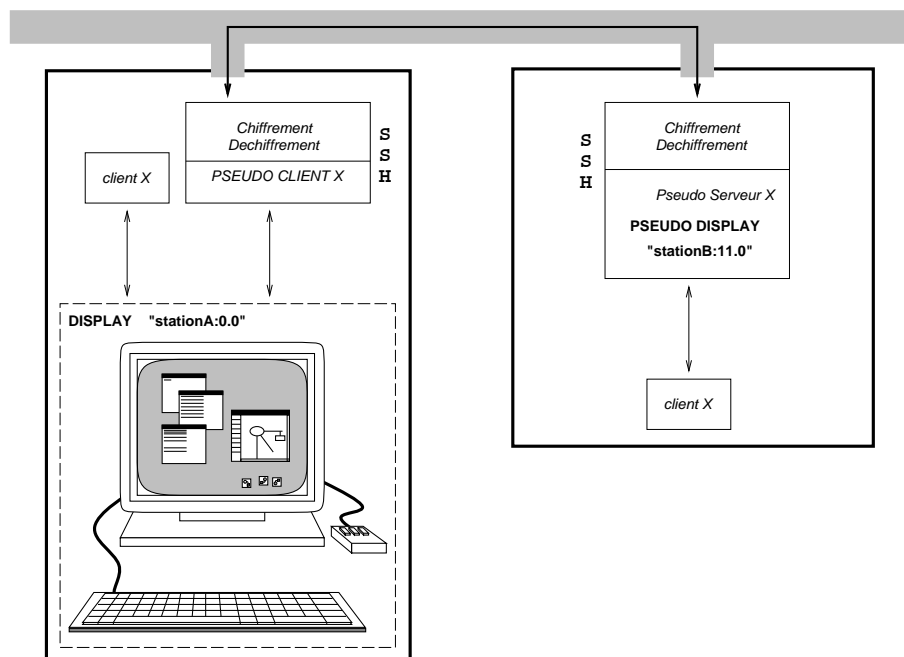 Chiffrement
Dechiffrement
PSEUDO CLIENT X
S
S
H
client X
DISPLAY "stationA:0.0"
S
S
H
Chiffrement
Dechiffrement
Pseudo Serveur X
PSEUDO DISPLAY
"stationB:11.0"
client X